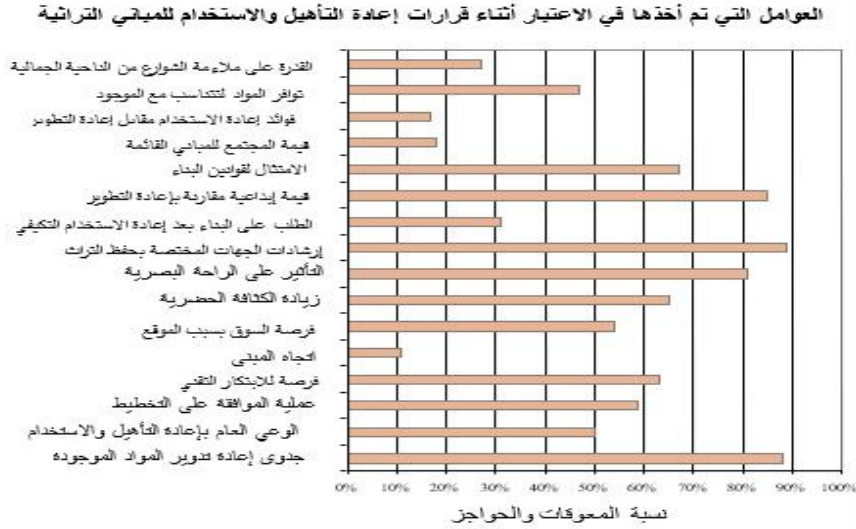 العوامل التي تم أخذها في الاعتبار أثناء قرارات إعادة التأهيل والاستخدام للمباني التراثية
القدرة على ملاءمة الشوارع من الناحية الجمالية
توافر المواد لتتناسب مع الموجود
فوائد إعادة الاستخدام مقابل إعادة التطوير
قيمة المجتمع للمباني القائمة
الامتثال لقوانين البناء
قيمة إبداعية مقارنة بإعادة التطوير
الطلب على البناء بعد إعادة الاستخدام التكيفي
إرشادات الجهات المختصة بحفظ التراث
التأثير على الراحة البصرية
زيادة الكثافة الحضرية
فرصة السوق بسبب الموقع
اتجاه المبنى
فرصة للابتكار التقني
عملية الموافقة على التخطيط
الوعي العام بإعادة التأهيل والاستخدام
جدوى إعادة تدوير المواد الموجودة
0% 10% 20% 30% 40% 50% 60% 70% 80% 90% 100%
نسبة المعوقات والحواجز